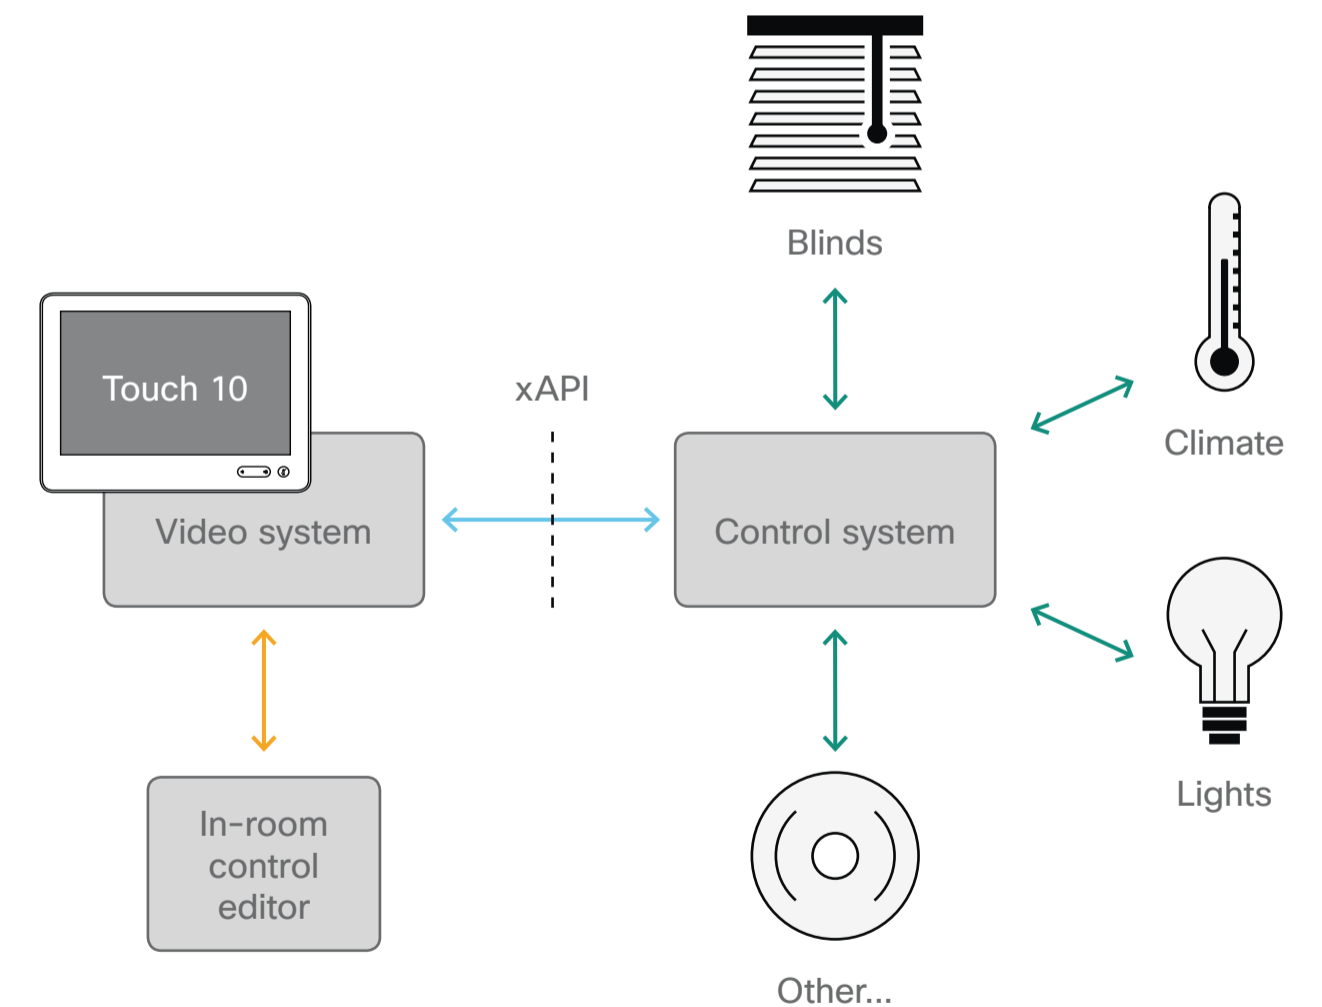 Blinds
Climate
Touch 10
xAPI
Video system
Control system
Lights
In-room
control
editor
Other...